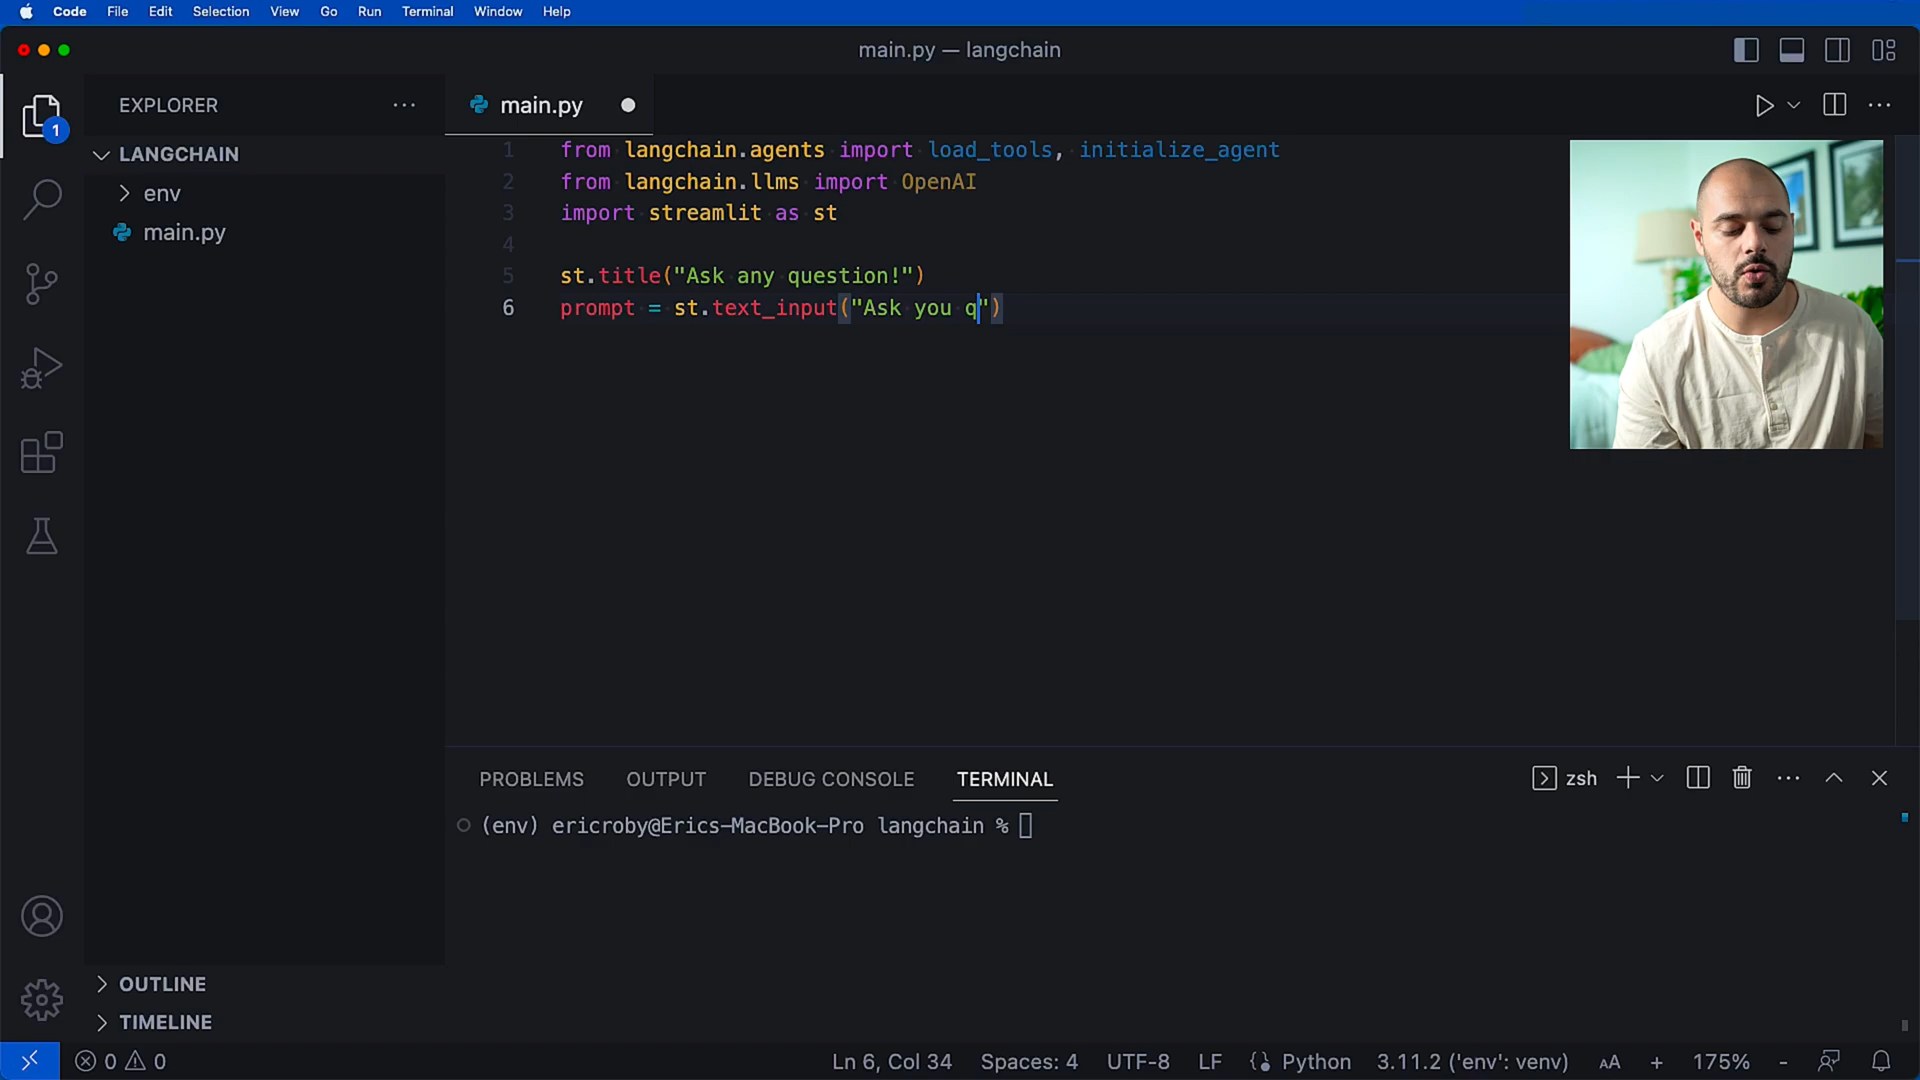 Code File Edit Selection View Go Run Terminal Window Help
main.py — langchain
EXPLORER
1
LANGCHAIN
env
main.py
main.py
1 from langchain.agents import load_tools, initialize_agent
2 from langchain.llms import OpenAI
3 import streamlit as st
4
5 st.title("Ask any question!")
6 prompt = st.text_input("Ask you q")
PROBLEMS OUTPUT DEBUG CONSOLE TERMINAL
zsh
(env) ericroby@Erics-MacBook-Pro langchain %
OUTLINE
TIMELINE
0 0 Ln 6, Col 34 Spaces: 4 UTF-8 LF Python 3.11.2 ('env': venv) AA + 175% -